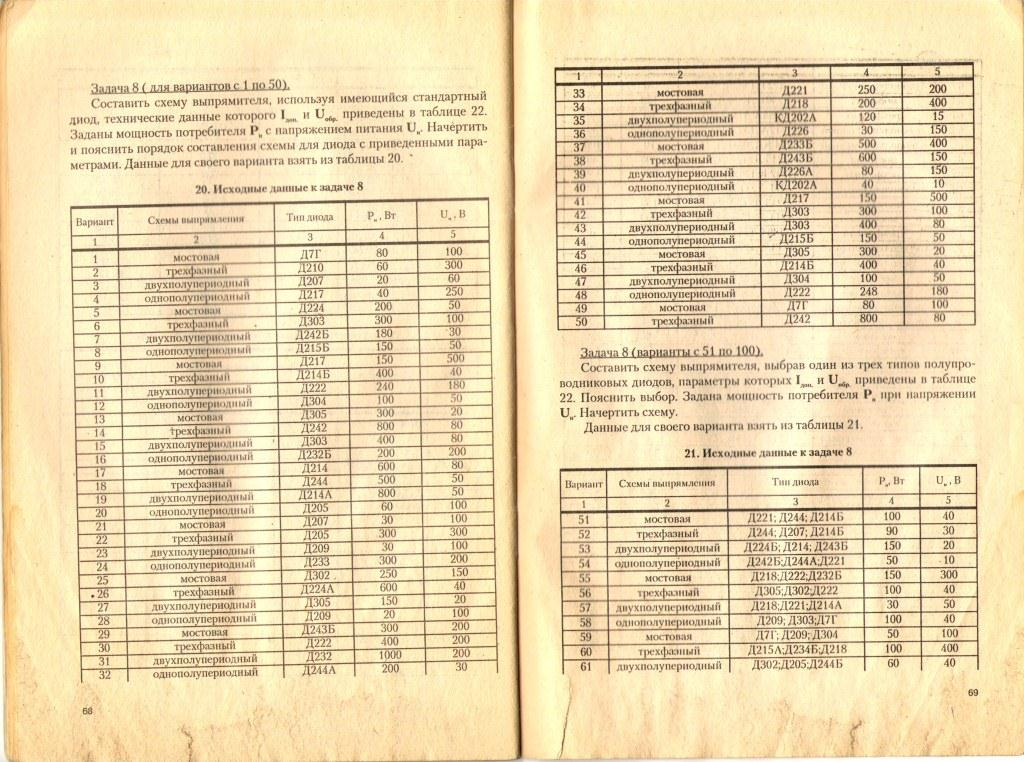 Задача 8 ( для вариантов с 1 по 50).
Составить схему выпрямителя, используя имеющийся стандартный
диод, технические данные которого Iдоп. и Uобр. приведены в таблице 22.
Заданы мощность потребителя Pн с напряжением питания Uн. Начертить
и пояснить порядок составления схемы для диода с приведенными пара-
метрами. Данные для своего варианта взять из таблицы 20.
20. Исходные данные к задаче 8
Вариант Схемы выпрямления Тип диода Pн, Вт Uн, В
1 2 3 4 5
1 мостовая Д7Г 80 100
2 трехфазный Д210 60 300
3 двухполупериодный Д207 20 60
4 однополупериодный Д217 40 250
5 мостовая Д224 200 50
6 трехфазный Д303 300 100
7 двухполупериодный Д242Б 180 30
8 однополупериодный Д215Б 150 50
9 мостовая Д217 150 500
10 трехфазный Д214Б 400 40
11 двухполупериодный Д222 240 180
12 однополупериодный Д304 100 50
13 мостовая Д305 300 20
14 трехфазный Д242 800 80
15 двухполупериодный Д303 400 80
16 однополупериодный Д232Б 200 200
17 мостовая Д214 600 80
18 трехфазный Д244 500 50
19 двухполупериодный Д214А 800 50
20 однополупериодный Д205 60 100
21 мостовая Д207 30 100
22 трехфазный Д205 300 300
23 двухполупериодный Д209 30 100
24 однополупериодный Д233 300 200
25 мостовая Д302 250 150
26 трехфазный Д224А 600 40
27 двухполупериодный Д305 150 20
28 однополупериодный Д209 20 100
29 мостовая Д243Б 300 200
30 трехфазный Д222 400 200
31 двухполупериодный Д232 1000 200
32 однополупериодный Д244А 200 30
68
1 2 3 4 5
33 мостовая Д221 250 200
34 трехфазный Д218 200 400
35 двухполупериодный КД202А 120 15
36 однополупериодный Д226 30 150
37 мостовая Д233Б 500 400
38 трехфазный Д243Б 600 150
39 двухполупериодный Д226А 80 150
40 однополупериодный КД202А 40 10
41 мостовая Д217 150 500
42 трехфазный Д303 300 100
43 двухполупериодный Д303 400 80
44 однополупериодный Д215Б 150 50
45 мостовая Д305 300 20
46 трехфазный Д214Б 400 40
47 двухполупериодный Д304 100 50
48 однополупериодный Д222 248 180
49 мостовая Д7Г 80 100
50 трехфазный Д242 800 80
Задача 8 (варианты с 51 по 100).
Составить схему выпрямителя, выбрав один из трех типов полупро-
водниковых диодов, параметры которых Iдоп. и Uобр. приведены в таблице
22. Пояснить выбор. Задана мощность потребителя Pн при напряжении
Uн. Начертить схему.
Данные для своего варианта взять из таблицы 21.
21. Исходные данные к задаче 8
Вариант Схемы выпрямления Тип диода Pн, Вт Uн, В
1 2 3 4 5
51 мостовая Д221; Д244; Д214Б 100 40
52 трехфазный Д244; Д207; Д214Б 90 30
53 двухполупериодный Д224Б; Д214; Д243Б 150 20
54 однополупериодный Д242Б;Д244А;Д221 50 10
55 мостовая Д218;Д222;Д232Б 150 300
56 трехфазный Д305;Д302;Д222 100 40
57 двухполупериодный Д218;Д221;Д214А 30 50
58 однополупериодный Д209; Д303;Д7Г 100 40
59 мостовая Д7Г; Д209; Д304 50 100
60 трехфазный Д215А;Д234Б;Д218 100 400
61 двухполупериодный Д302;Д205;Д244Б 60 40
69